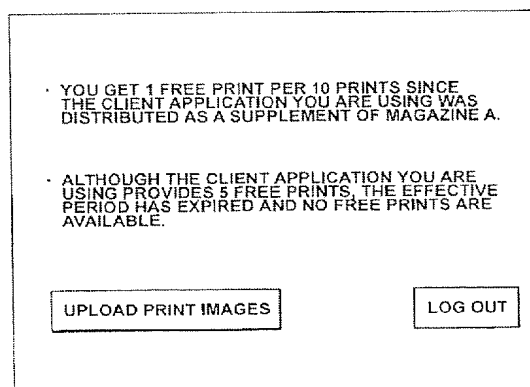 · YOU GET 1 FREE PRINT PER 10 PRINTS SINCE
THE CLIENT APPLICATION YOU ARE USING WAS
DISTRIBUTED AS A SUPPLEMENT OF MAGAZINE A.
· ALTHOUGH THE CLIENT APPLICATION YOU ARE
USING PROVIDES 5 FREE PRINTS, THE EFFECTIVE
PERIOD HAS EXPIRED AND NO FREE PRINTS ARE
AVAILABLE.
UPLOAD PRINT IMAGES
LOG OUT